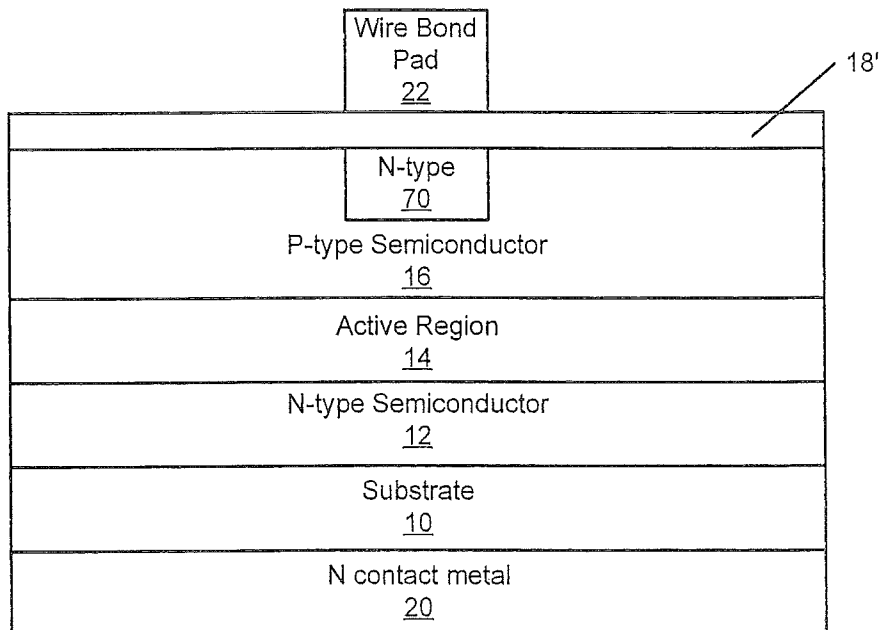 Wire Bond
Pad
22
18'
N-type
70
P-type Semiconductor
16
Active Region
14
N-type Semiconductor
12
Substrate
10
N contact metal
20